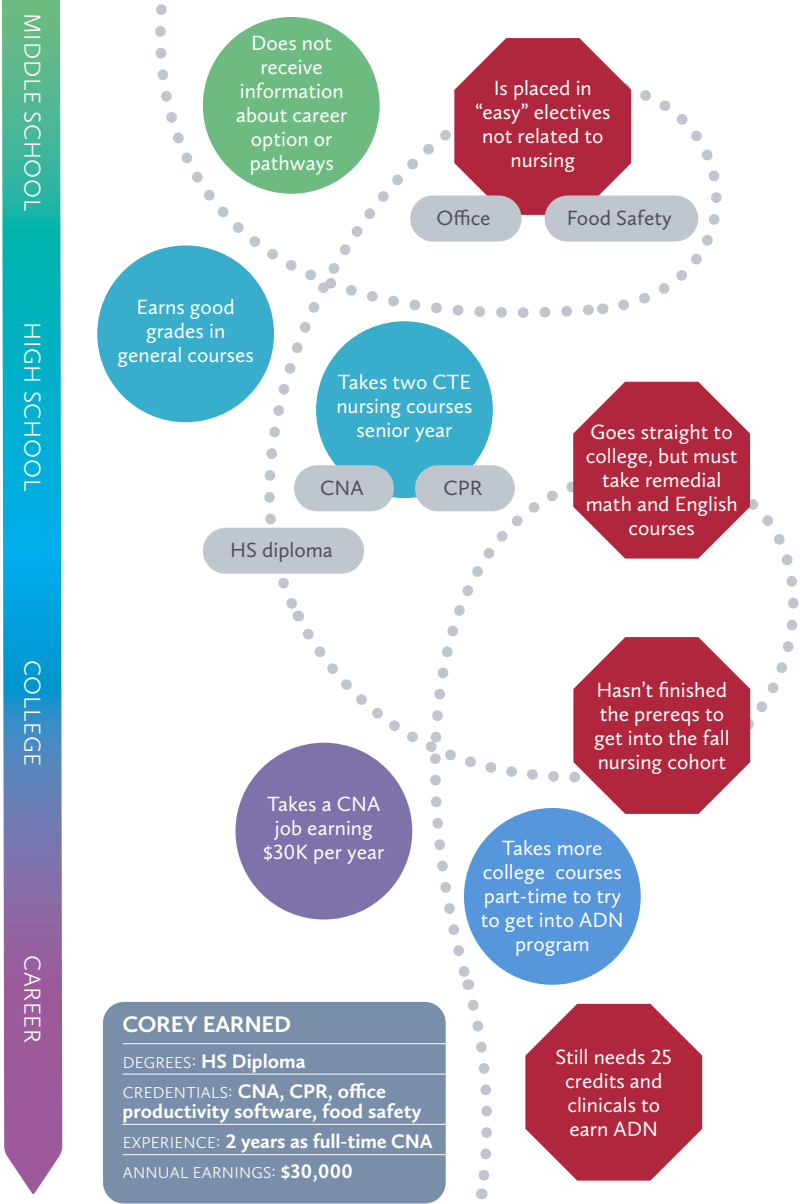 MIDDLE SCHOOL
Does not
receive
information
about career
option or
pathways
Is placed in
“easy” electives
not related to
nursing
Office
Food Safety
HIGH SCHOOL
Earns good
grades in
general courses
Takes two CTE
nursing courses
senior year
CNA
CPR
HS diploma
Goes straight to
college, but must
take remedial
math and English
courses
COLLEGE
Hasn’t finished
the prereqs to
get into the fall
nursing cohort
Takes a CNA
job earning
$30K per year
Takes more
college courses
part-time to try
to get into ADN
program
CAREER
COREY EARNED
DEGREES: HS Diploma
CREDENTIALS: CNA, CPR, office
productivity software, food safety
EXPERIENCE: 2 years as full-time CNA
ANNUAL EARNINGS: $30,000
Still needs 25
credits and
clinicals to
earn ADN